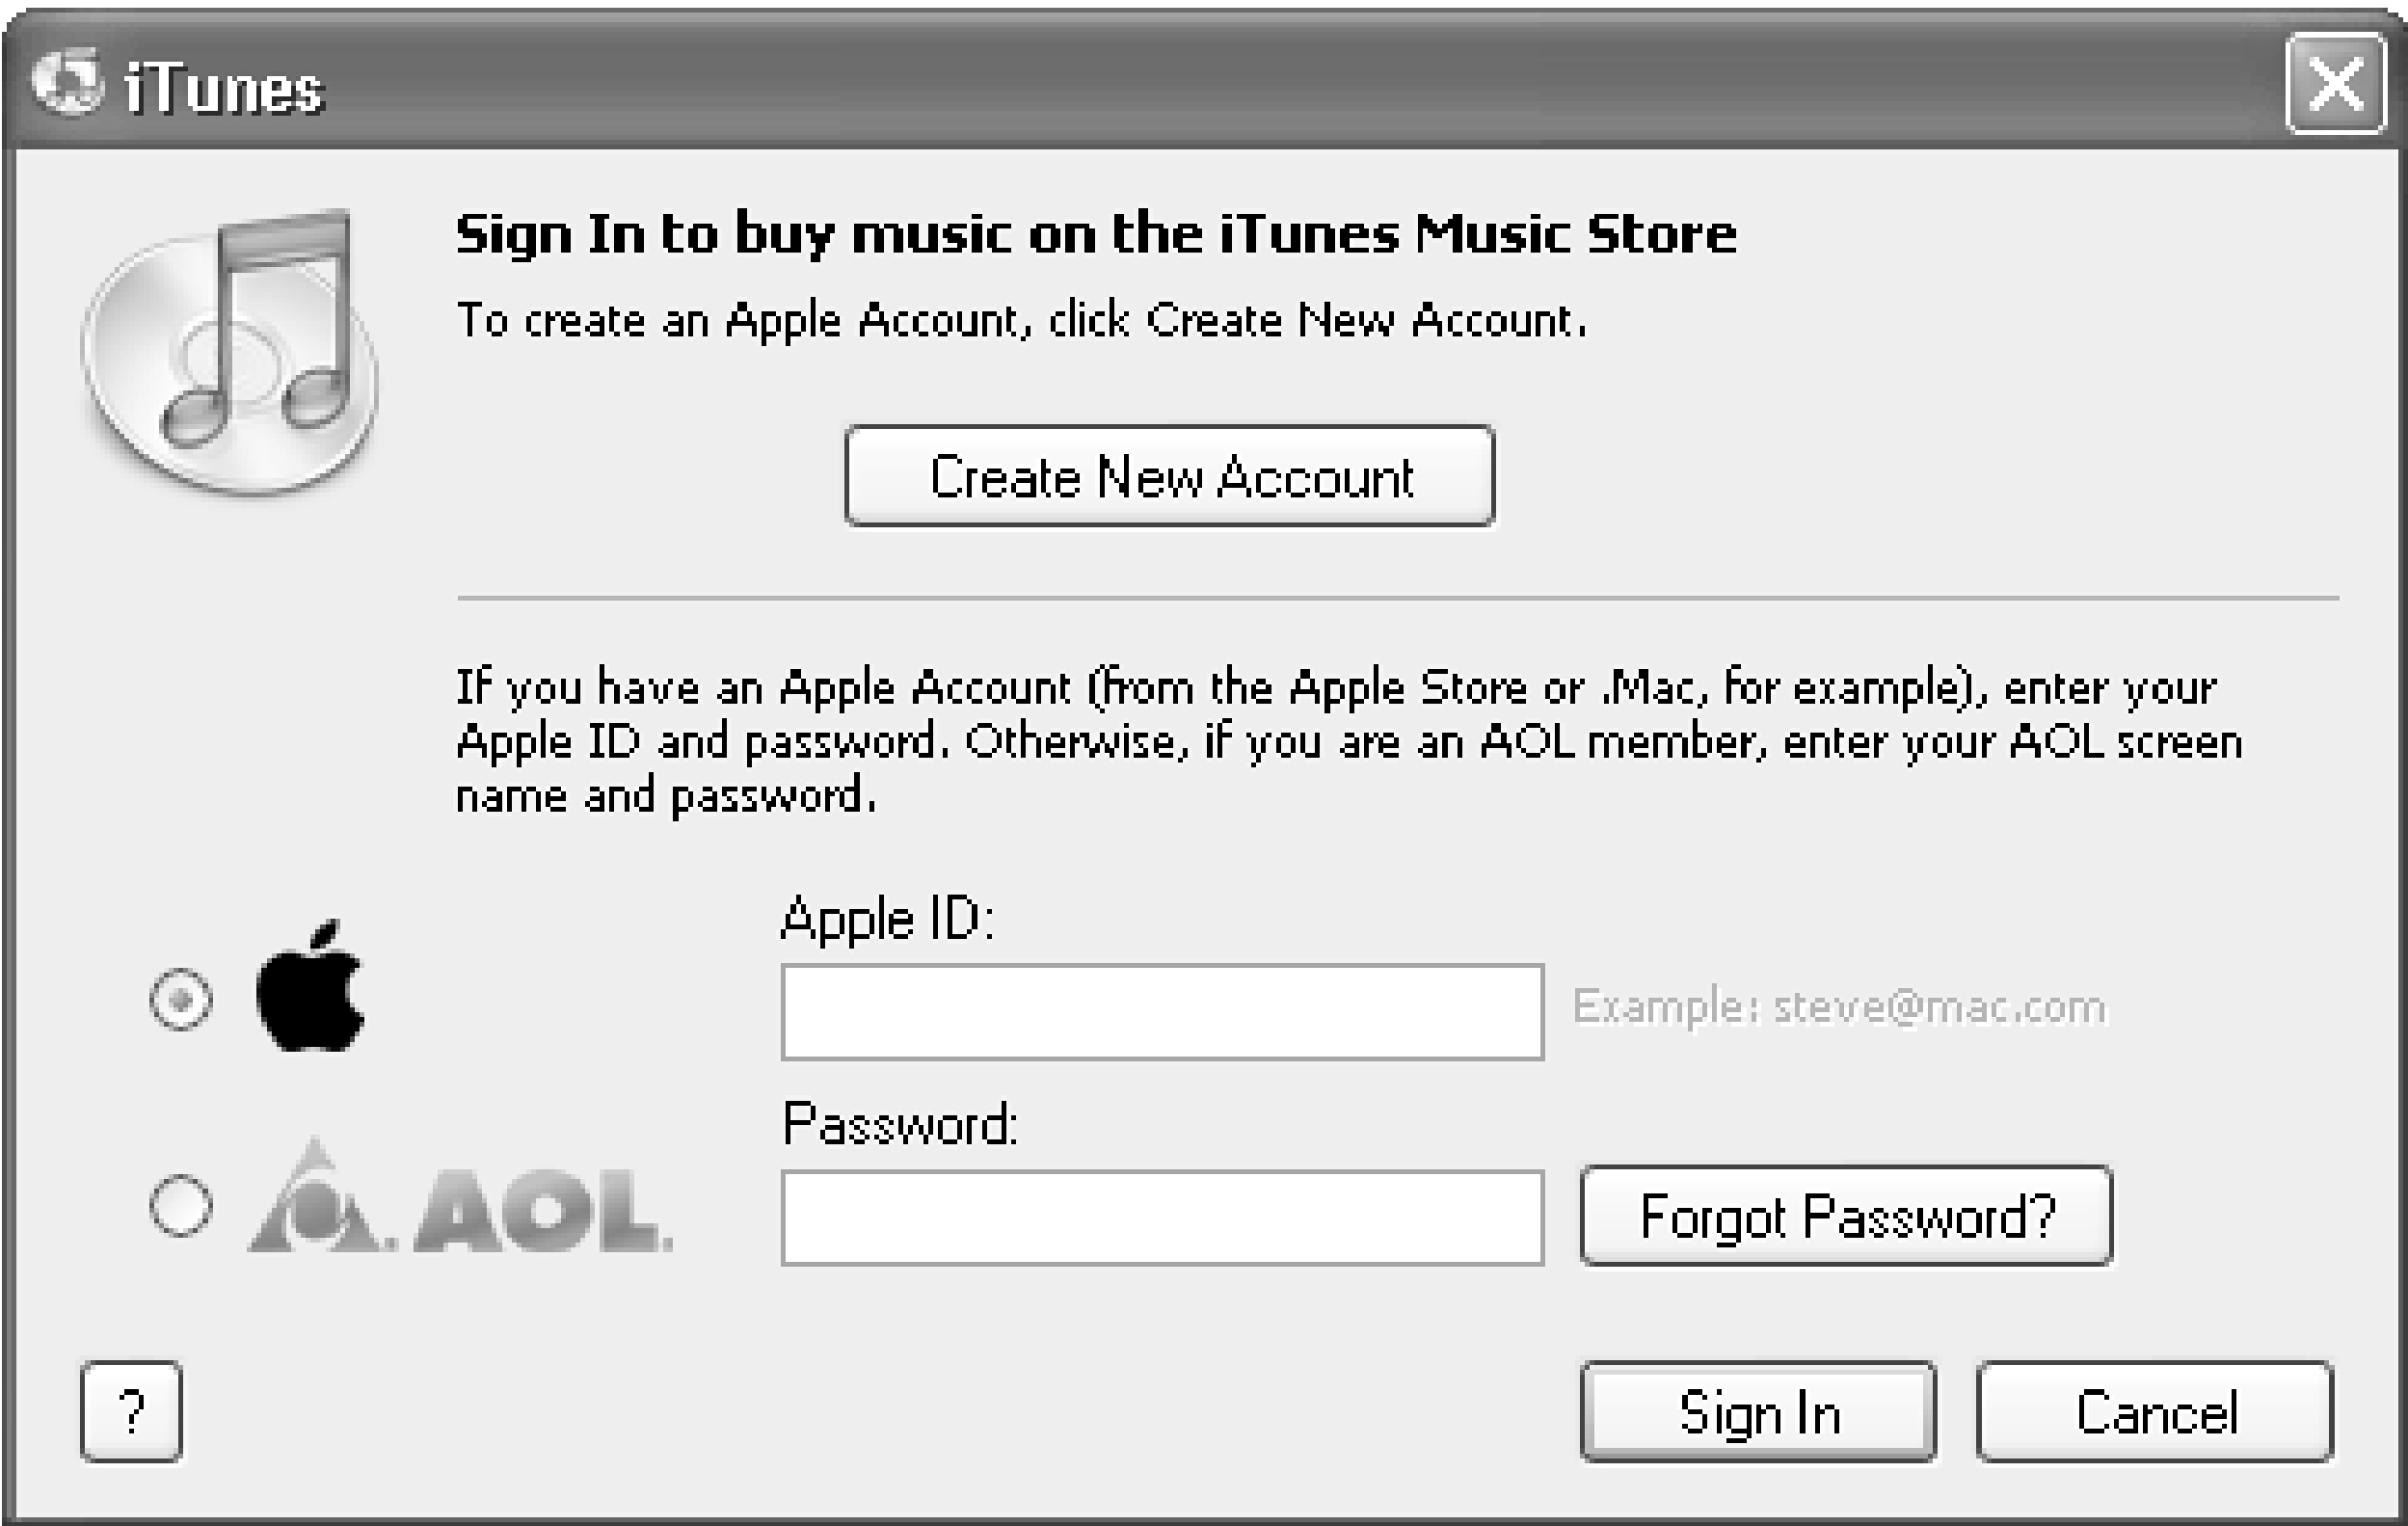 iTunes
Sign In to buy music on the iTunes Music Store
To create an Apple Account, click Create New Account.
Create New Account
If you have an Apple Account (from the Apple Store or .Mac, for example), enter your
Apple ID and password. Otherwise, if you are an AOL member, enter your AOL screen
name and password.
Apple ID:
Example: steve@mac.com
Password:
AOL.
Forgot Password?
?
Sign In
Cancel